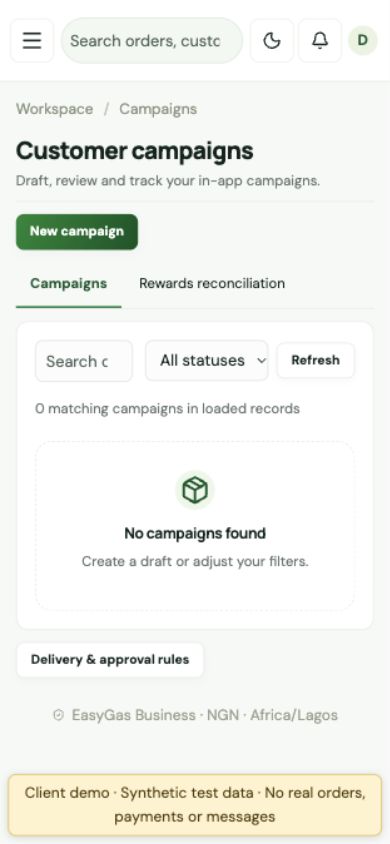 Search orders, custc
D
Workspace / Campaigns
Customer campaigns
Draft, review and track your in-app campaigns.
New campaign
Campaigns Rewards reconciliation
Search c All statuses Refresh
0 matching campaigns in loaded records
No campaigns found
Create a draft or adjust your filters.
Delivery & approval rules
EasyGas Business · NGN · Africa/Lagos
Client demo · Synthetic test data · No real orders,
payments or messages